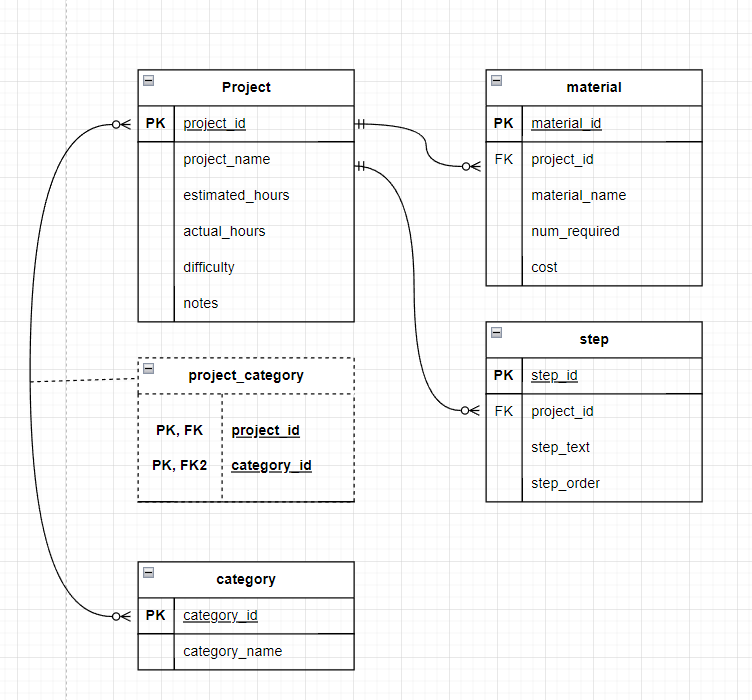 Project
PK project_id
project_name
estimated_hours
actual_hours
difficulty
notes
material
PK material_id
FK project_id
material_name
num_required
cost
project_category
PK, FK project_id
PK, FK2 category_id
step
PK step_id
FK project_id
step_text
step_order
category
PK category_id
category_name